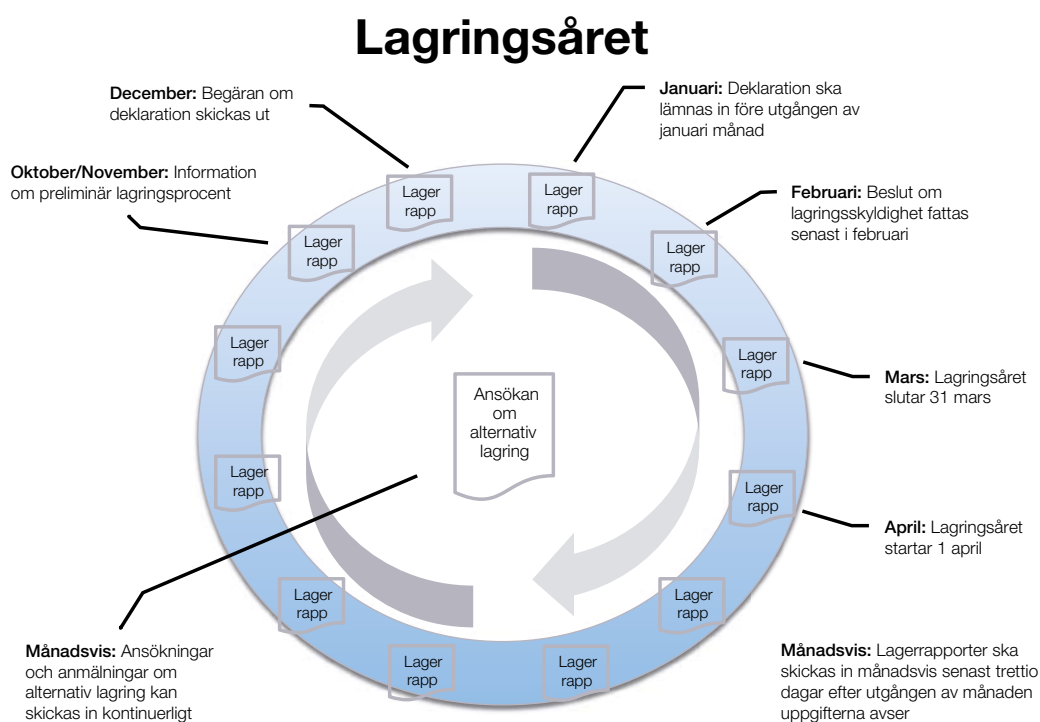 Lagringsåret
December: Begäran om
deklaration skickas ut
Januari: Deklaration ska
lämnas in före utgången av
januari månad
Oktober/November: Information
om preliminär lagringsprocent
Februari: Beslut om
lagringsskyldighet fattas
senast i februari
Lager
rapp
Lager
rapp
Lager
rapp
Lager
rapp
Lager
rapp
Lager
rapp
Mars: Lagringsåret
slutar 31 mars
Ansökan
om
alternativ
lagring
Lager
rapp
Lager
rapp
April: Lagringsåret
startar 1 april
Lager
rapp
Lager
rapp
Lager
rapp
Lager
rapp
Månadsvis: Ansökningar
och anmälningar om
alternativ lagring kan
skickas in kontinuerligt
Månadsvis: Lagerrapporter ska
skickas in månadsvis senast trettio
dagar efter utgången av månaden
uppgifterna avser